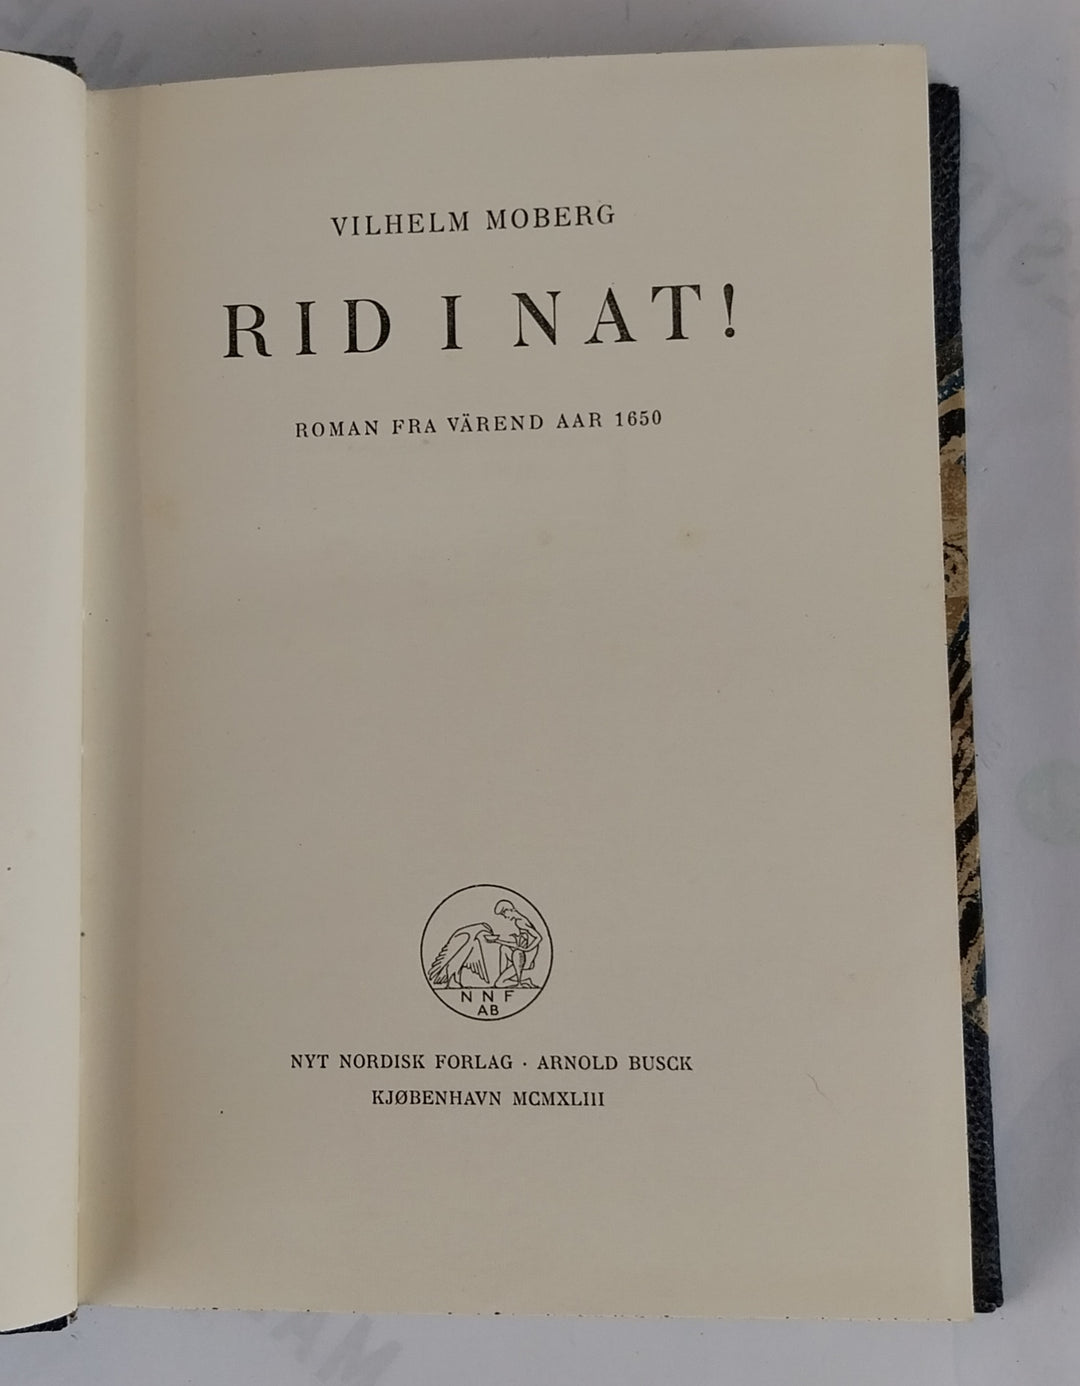 VILHELM MOBERG
RID I NAT!
ROMAN FRA VÄREND AAR 1650
N N F
AB
NYT NORDISK FORLAG · ARNOLD BUSCK
KJØBENHAVN MCMXLIII